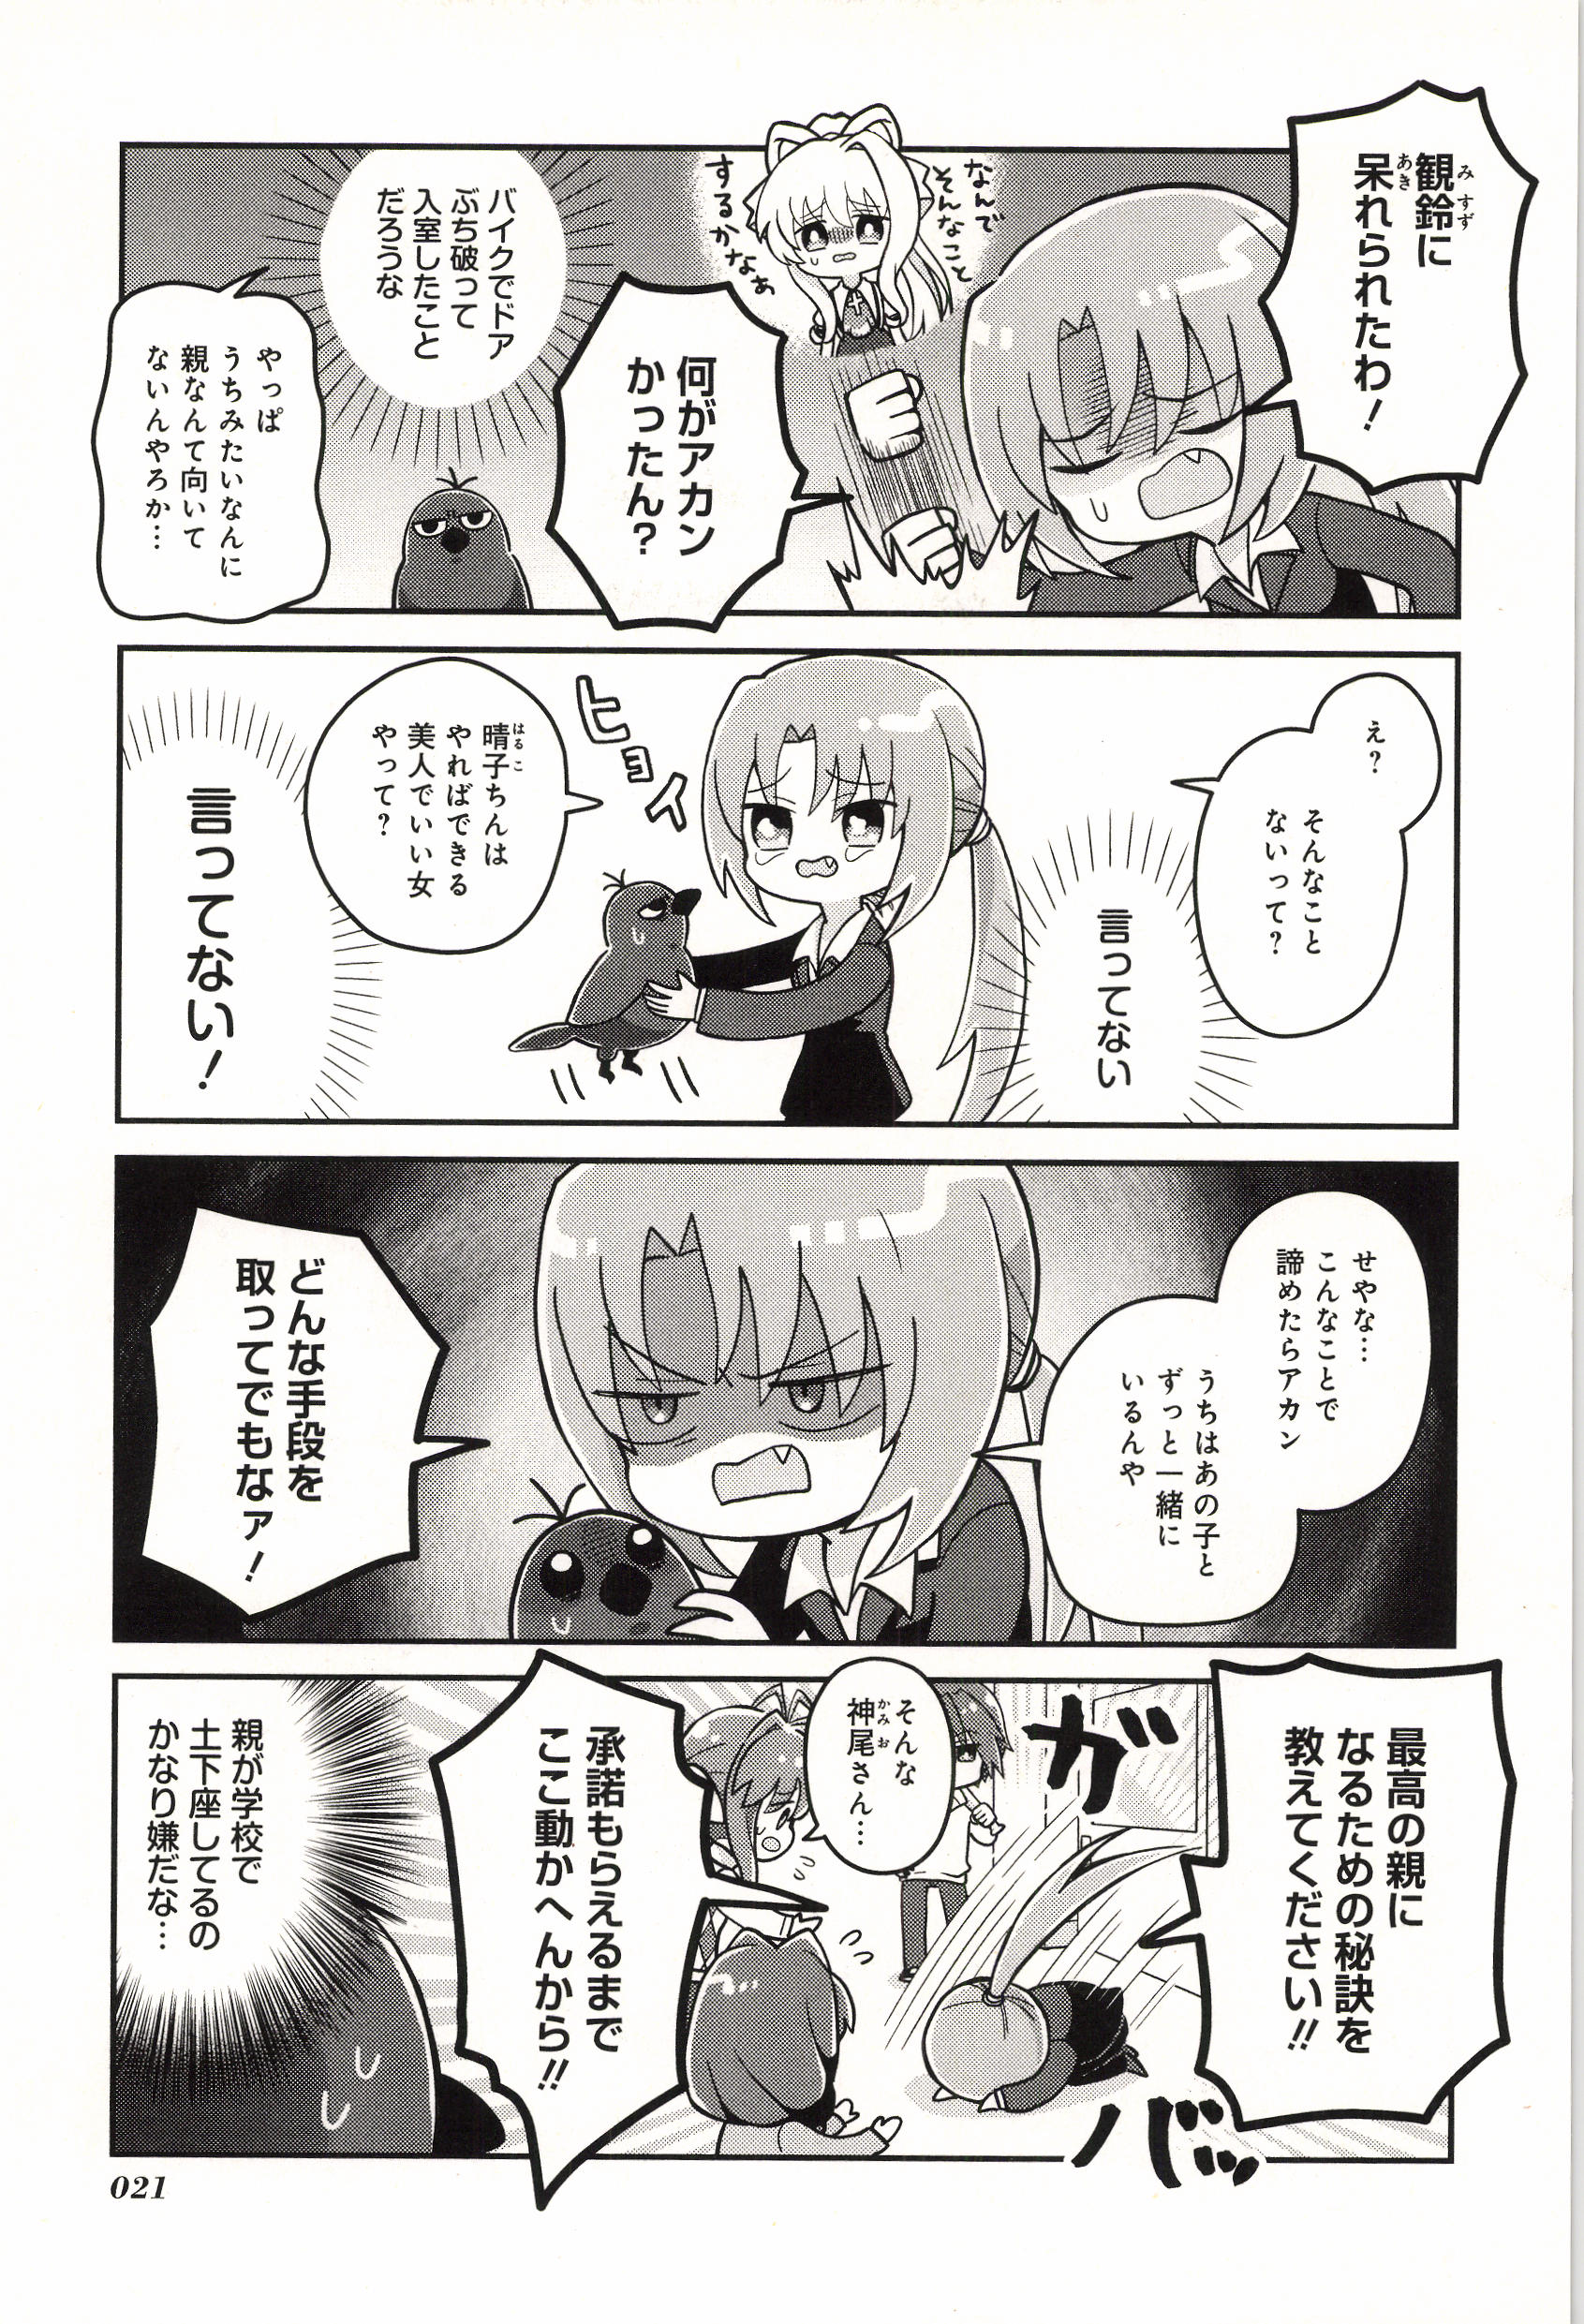 観鈴に
呆れられたわ！
みすず
あき
なんで
そんなこと
するかなぁ
何がアカン
かったん？
バイクでドア
ぶち破って
入室したこと
だろうな
やっぱ
うちみたいなんに
親なんて向いて
ないんやろか…
え？
そんなこと
ないって？
言ってない
ヒョイ
晴子ちんは
やればできる
美人でいい女
やって？
はるこ
言ってない！
せやな…
こんなことで
諦めたらアカン
うちはあの子と
ずっと一緒に
いるんや
どんな手段を
取ってでもなァ！
最高の親に
なるための秘訣を
教えてください!!
ガバッ
そんな
神尾さん…
かみお
承諾もらえるまで
ここ動かへんから!!
親が学校で
土下座してるの
かなり嫌だな…
021